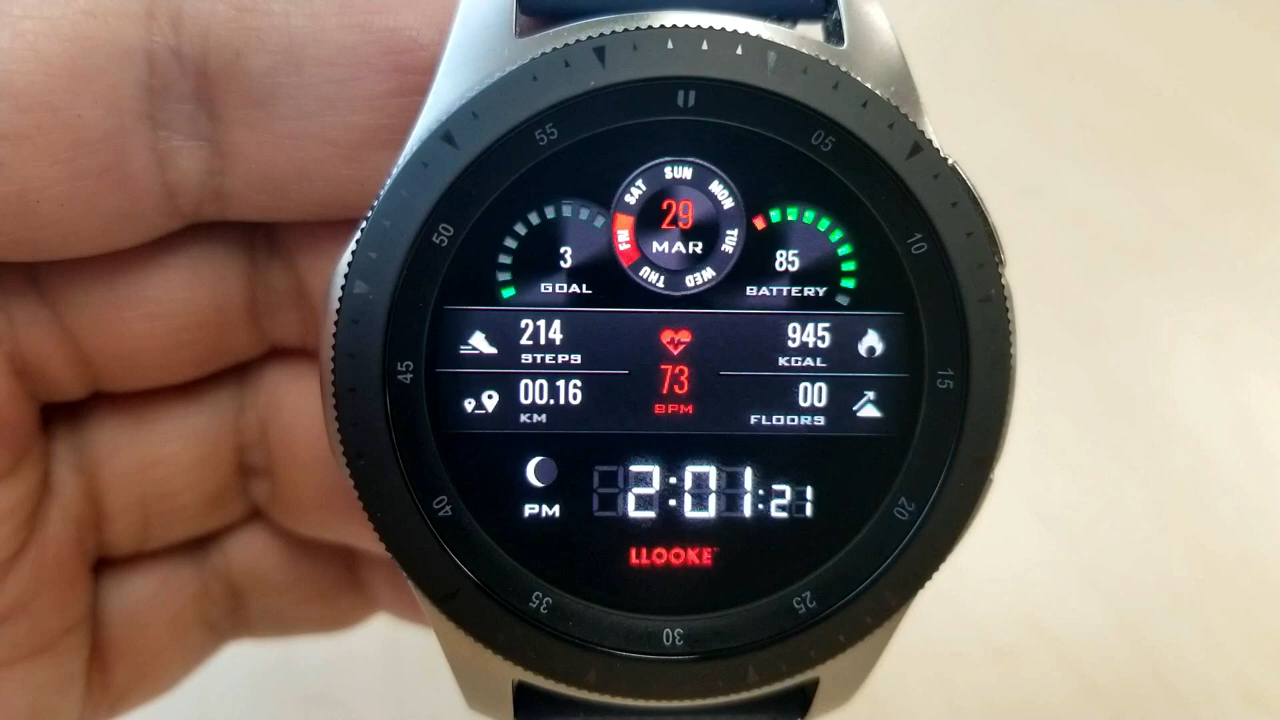 55
05
50
10
45
15
40
20
35
25
30
SUN
MON
TUE
WED
THU
FRI
SAT
29
MAR
3
GOAL
85
BATTERY
214
STEPS
945
KCAL
73
BPM
00.16
KM
00
FLOORS
PM
2:01:21
LLOOKE